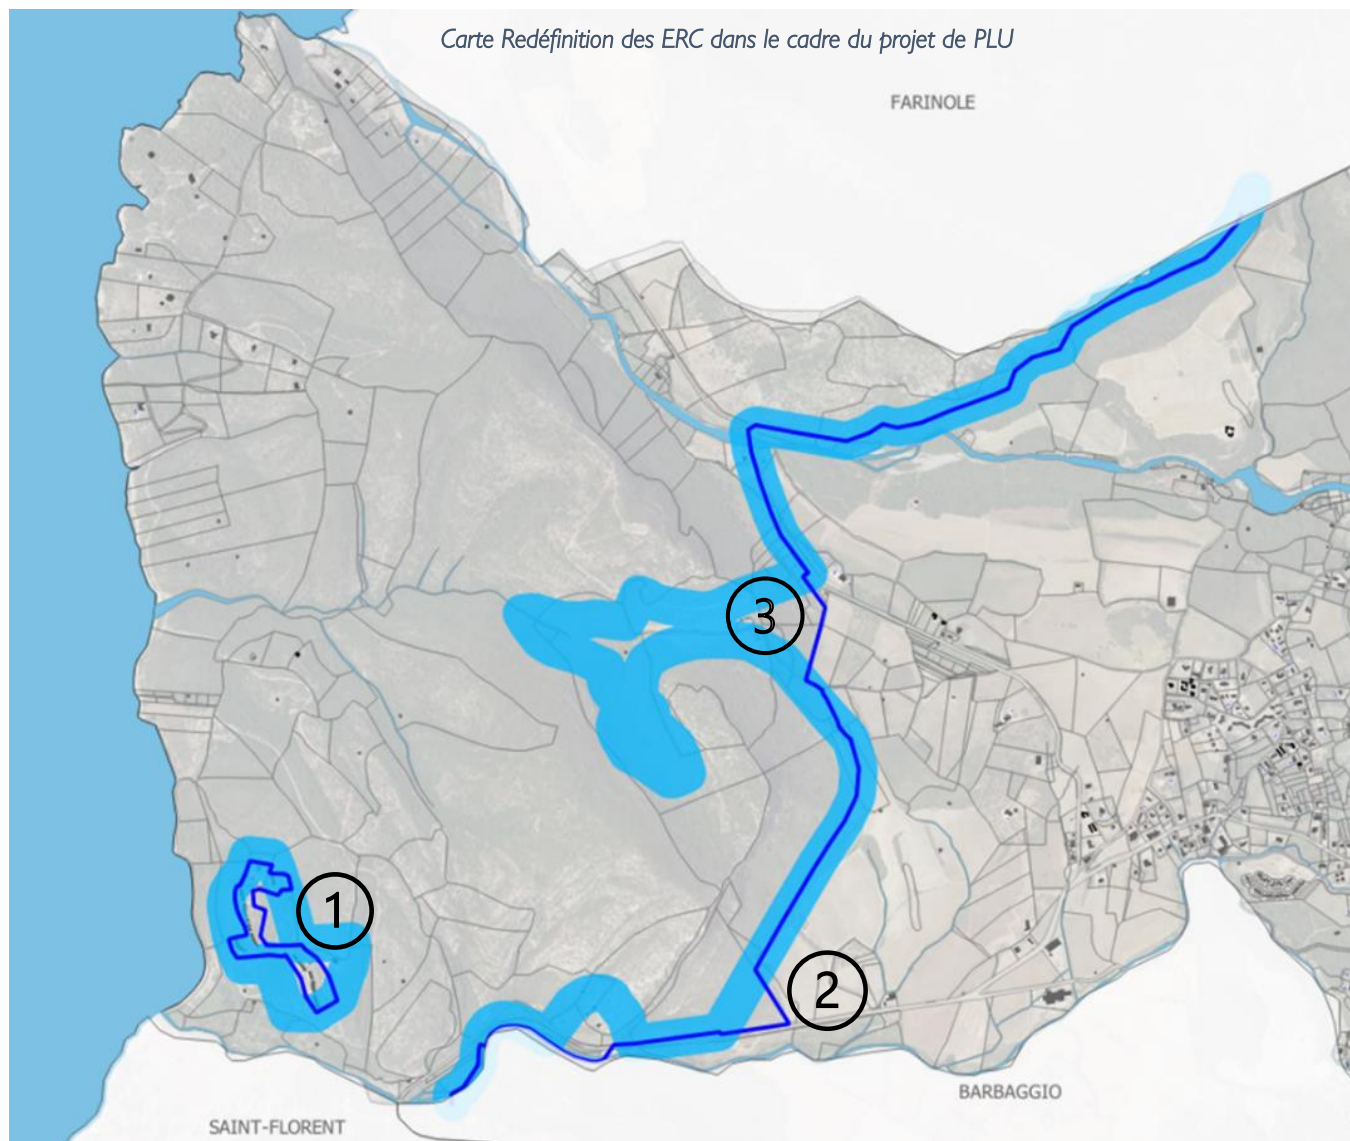 Carte Redéfinition des ERC dans le cadre du projet de PLU
FARINOLE
3
1
2
BARBAGGIO
SAINT-FLORENT